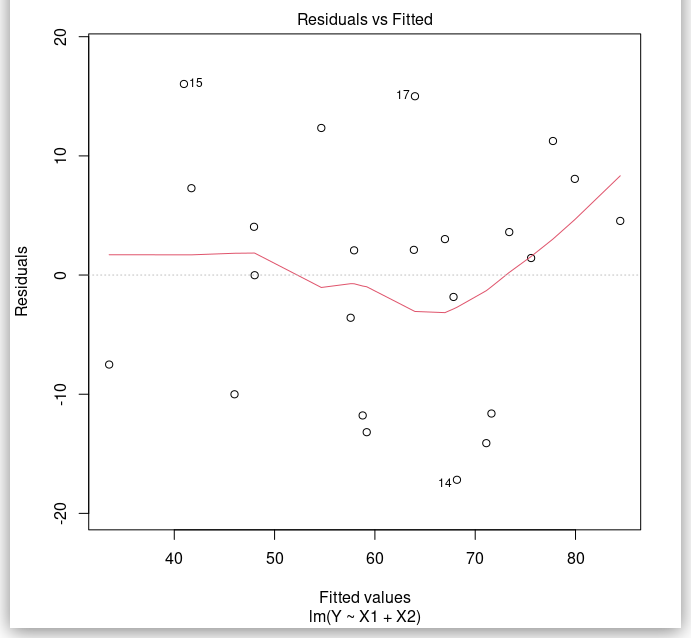 Residuals vs Fitted
20
10
0
-10
-20
Residuals
15
17
14
40 50 60 70 80
Fitted values
lm(Y ~ X1 + X2)